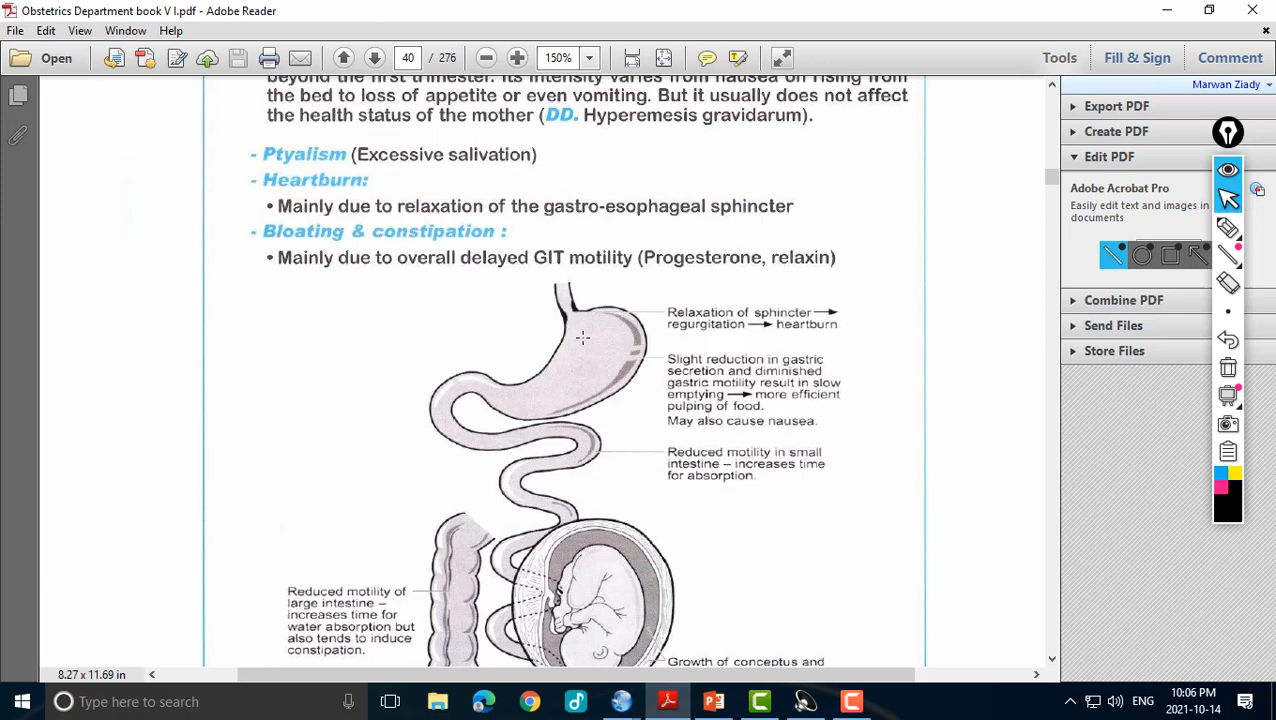 Obstetrics Department book V I.pdf - Adobe Reader
File Edit View Window Help
Open 40 / 276 150% Tools Fill & Sign Comment
Marwan Ziady
beyond the first trimester. Its intensity varies from nausea on rising from
the bed to loss of appetite or even vomiting. But it usually does not affect
the health status of the mother (DD. Hyperemesis gravidarum).
- Ptyalism (Excessive salivation)
- Heartburn:
• Mainly due to relaxation of the gastro-esophageal sphincter
- Bloating & constipation :
• Mainly due to overall delayed GIT motility (Progesterone, relaxin)
Relaxation of sphincter →
regurgitation → heartburn
Slight reduction in gastric
secretion and diminished
gastric motility result in slow
emptying → more efficient
pulping of food.
May also cause nausea.
Reduced motility in small
intestine – increases time
for absorption.
Reduced motility of
large intestine –
increases time for
water absorption but
also tends to induce
constipation.
Growth of conceptus and
Export PDF
Create PDF
Edit PDF
Adobe Acrobat Pro
Easily edit text and images in
documents
Combine PDF
Send Files
Store Files
8.27 x 11.69 in
Type here to search
ENG
10:06 PM
2021-10-14